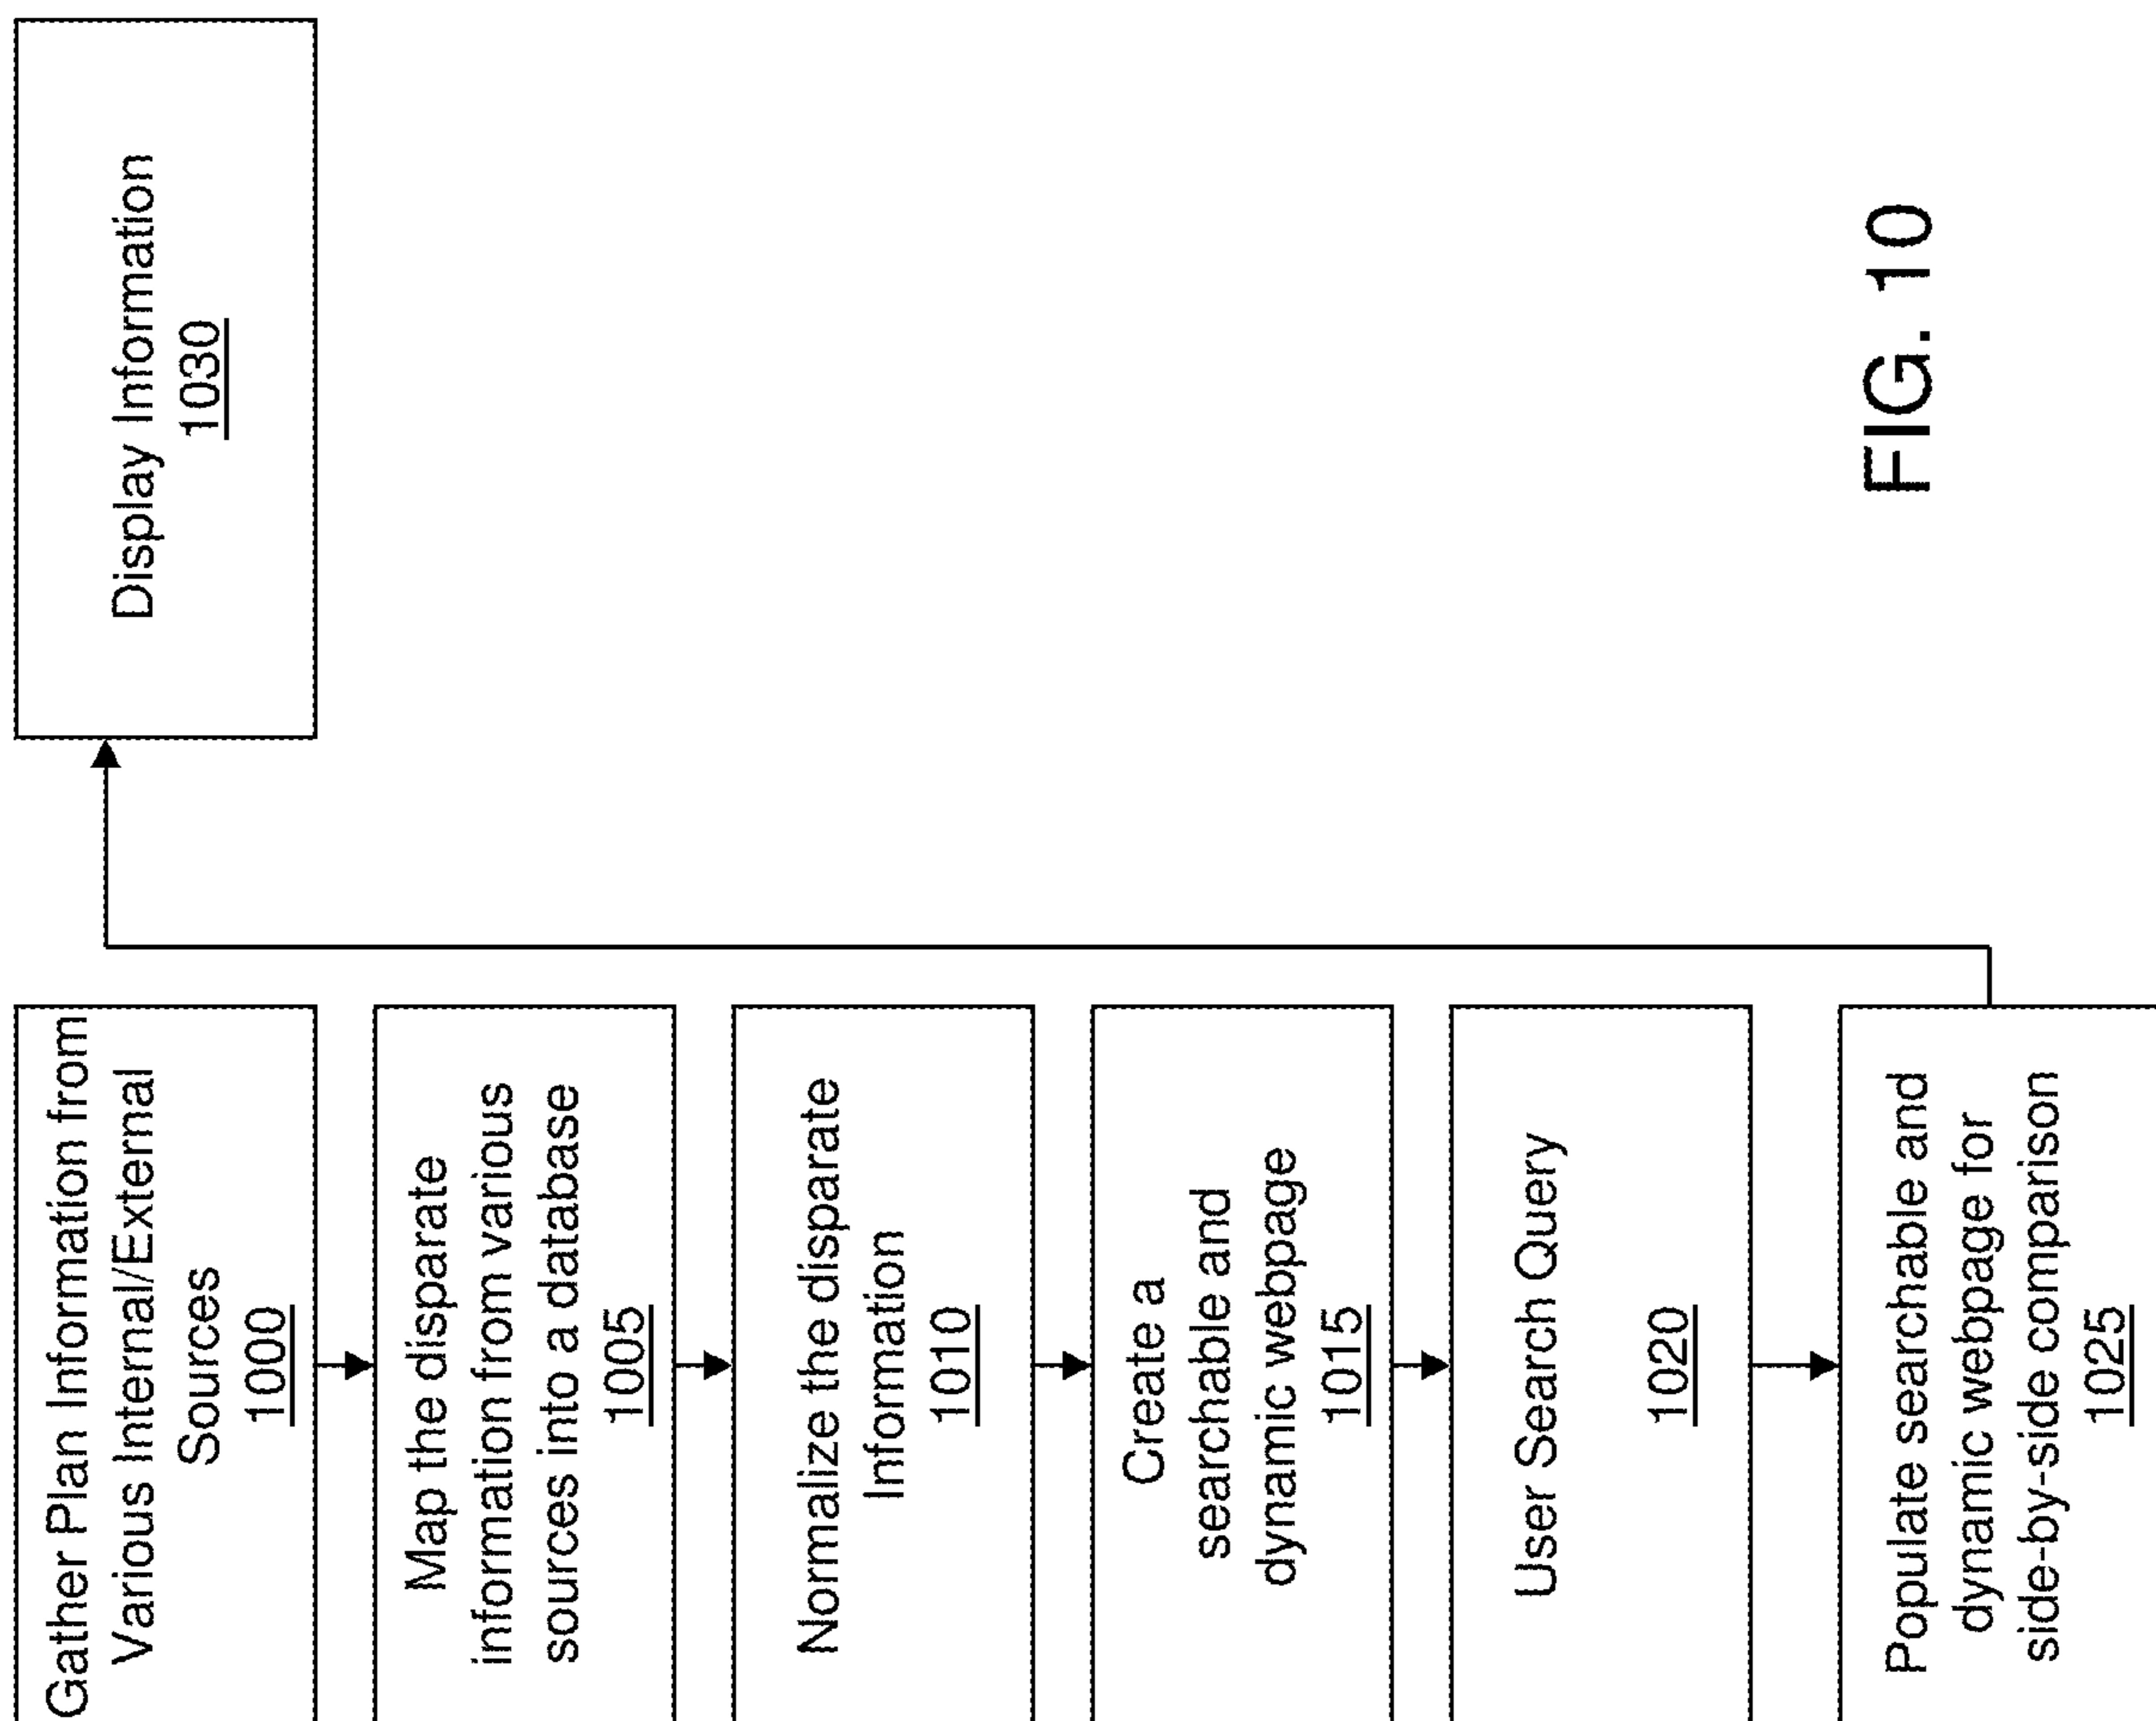 Gather Plan Information from
Various Internal/External
Sources
1000
Map the disparate
information from various
sources into a database
1005
Normalize the disparate
Information
1010
Create a
searchable and
dynamic webpage
1015
User Search Query
1020
Populate searchable and
dynamic webpage for
side-by-side comparison
1025
Display Information
1030
FIG. 10